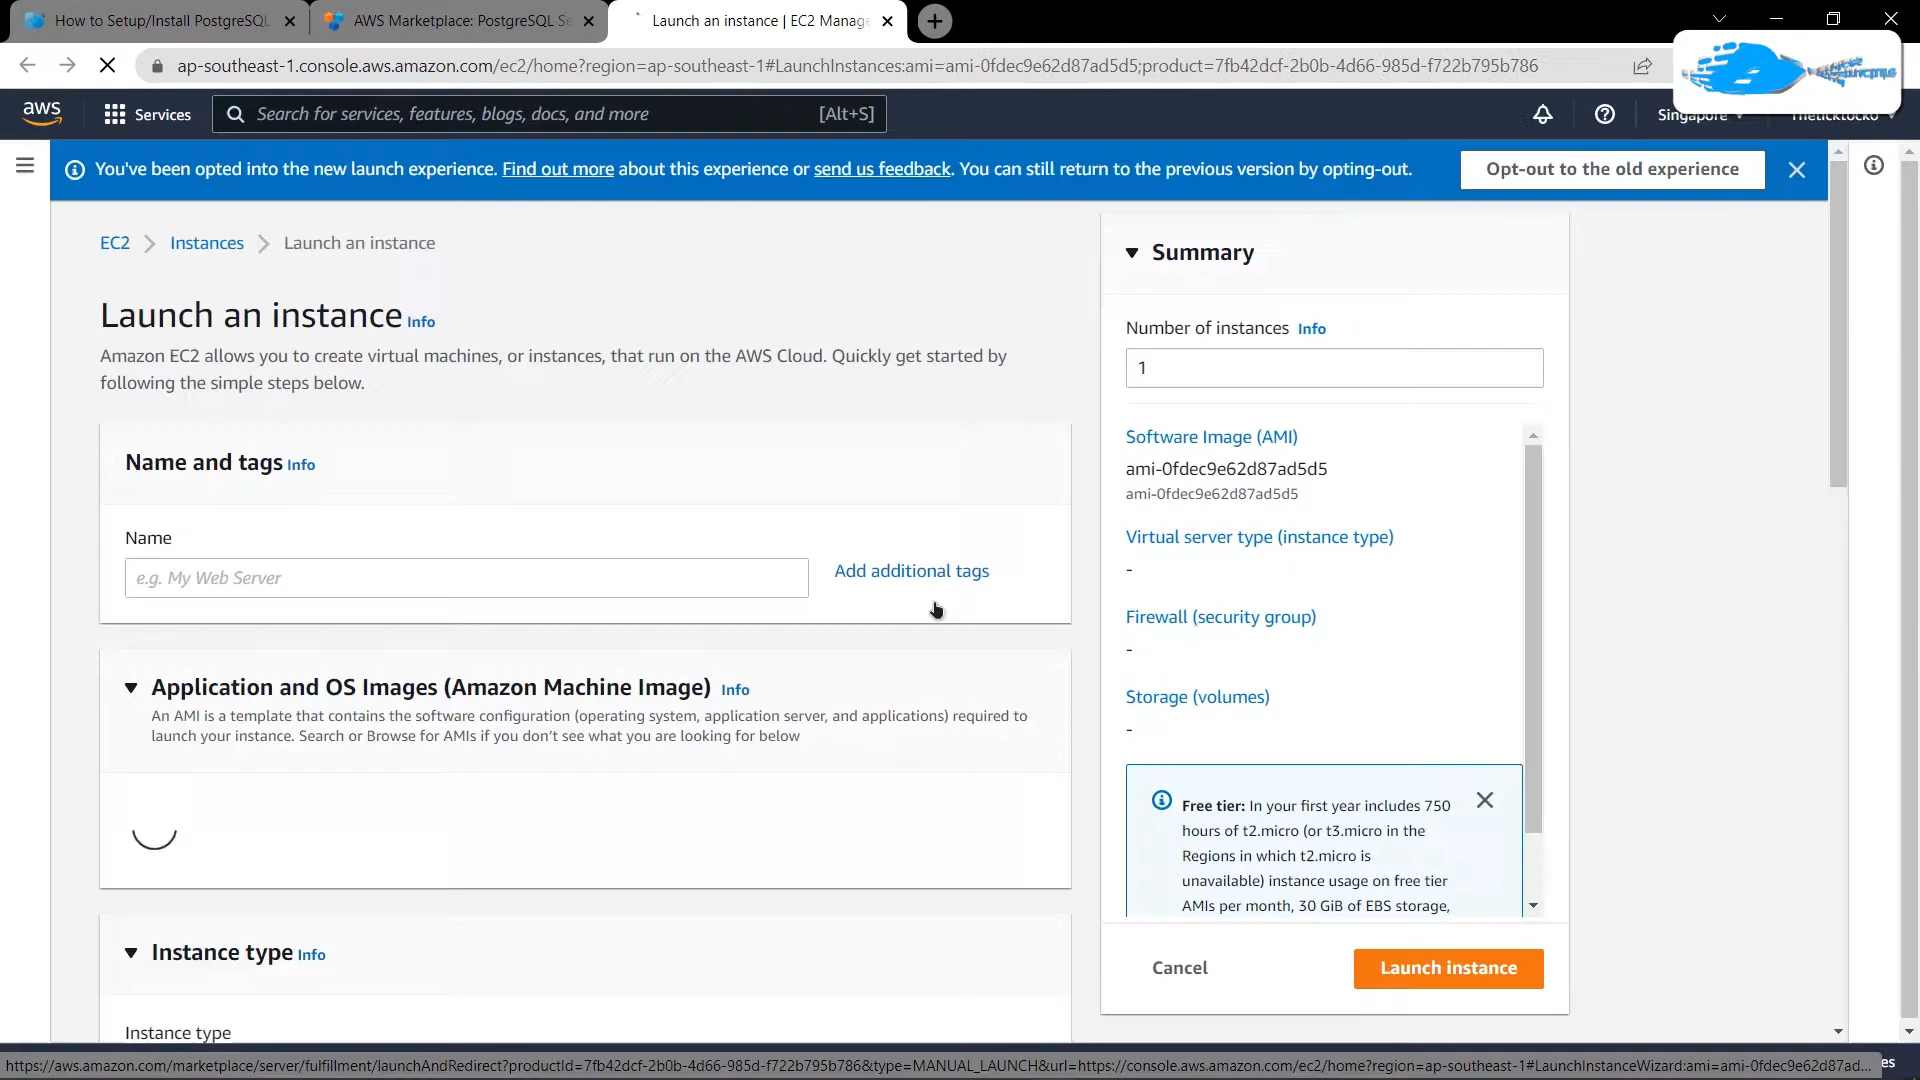 How to Setup/Install PostgreSQL
AWS Marketplace: PostgreSQL Se
Launch an instance | EC2 Manage
ap-southeast-1.console.aws.amazon.com/ec2/home?region=ap-southeast-1#LaunchInstances:ami=ami-0fdec9e62d87ad5d5;product=7fb42dcf-2b0b-4d66-985d-f722b795b786
aws
Services
Search for services, features, blogs, docs, and more
[Alt+S]
Singapore
Theticktocko
You've been opted into the new launch experience. Find out more about this experience or send us feedback. You can still return to the previous version by opting-out.
Opt-out to the old experience
EC2
Instances
Launch an instance
Launch an instance Info
Amazon EC2 allows you to create virtual machines, or instances, that run on the AWS Cloud. Quickly get started by
following the simple steps below.
Name and tags Info
Name
e.g. My Web Server
Add additional tags
Application and OS Images (Amazon Machine Image) Info
An AMI is a template that contains the software configuration (operating system, application server, and applications) required to
launch your instance. Search or Browse for AMIs if you don't see what you are looking for below
Instance type Info
Instance type
Summary
Number of instances Info
1
Software Image (AMI)
ami-0fdec9e62d87ad5d5
ami-0fdec9e62d87ad5d5
Virtual server type (instance type)
-
Firewall (security group)
-
Storage (volumes)
-
Free tier: In your first year includes 750
hours of t2.micro (or t3.micro in the
Regions in which t2.micro is
unavailable) instance usage on free tier
AMIs per month, 30 GiB of EBS storage,
Cancel
Launch instance
https://aws.amazon.com/marketplace/server/fulfillment/launchAndRedirect?productId=7fb42dcf-2b0b-4d66-985d-f722b795b786&type=MANUAL_LAUNCH&url=https://console.aws.amazon.com/ec2/home?region=ap-southeast-1#LaunchInstanceWizard:ami=ami-0fdec9e62d87ad...
es